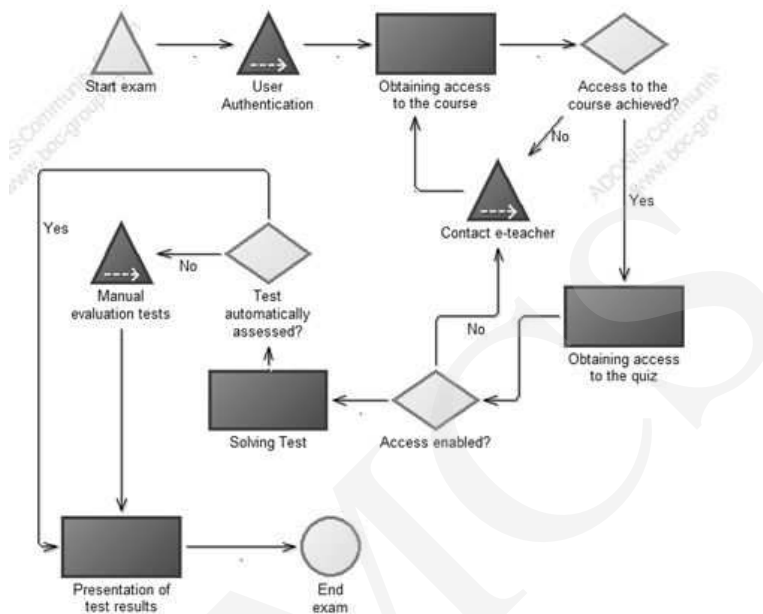 Start exam
User
Authentication
Obtaining access
to the course
Access to the
course achieved?
No
Yes
Contact e-teacher
Yes
No
Manual
evaluation tests
Test
automatically
assessed?
No
Obtaining access
to the quiz
Solving Test
Access enabled?
Presentation of
test results
End
exam
MCS